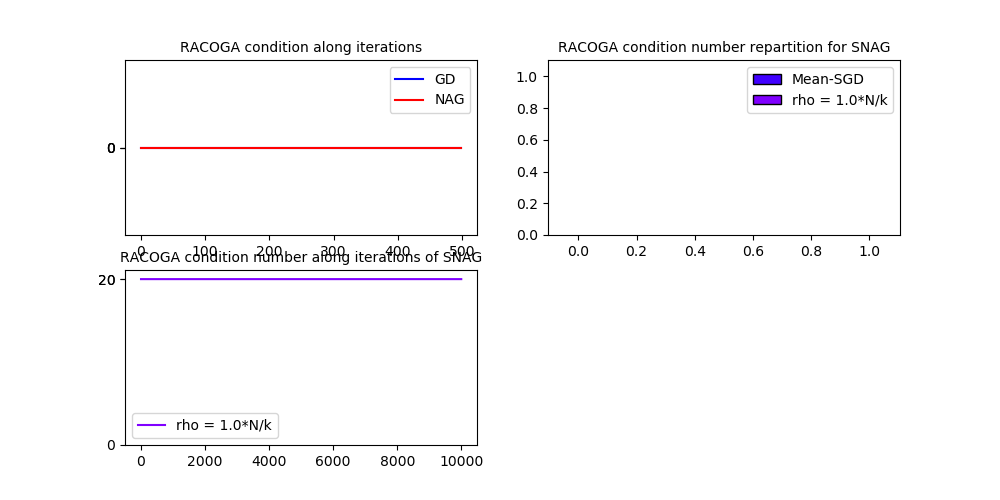 RACOGA condition along iterations
GD
NAG
0
0 100 200 300 400 500
RACOGA condition number repartition for SNAG
Mean-SGD
rho = 1.0*N/k
1.0
0.8
0.6
0.4
0.2
0.0
0.0 0.2 0.4 0.6 0.8 1.0
RACOGA condition number along iterations of SNAG
20
rho = 1.0*N/k
0
0 2000 4000 6000 8000 10000